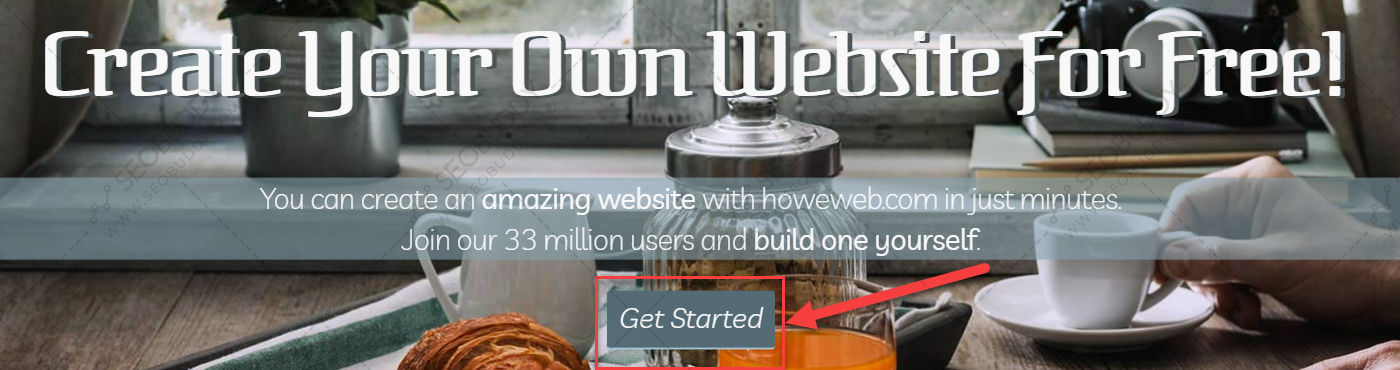 Create Your Own Website For Free!
You can create an amazing website with howeweb.com in just minutes.
Join our 33 million users and build one yourself.
Get Started